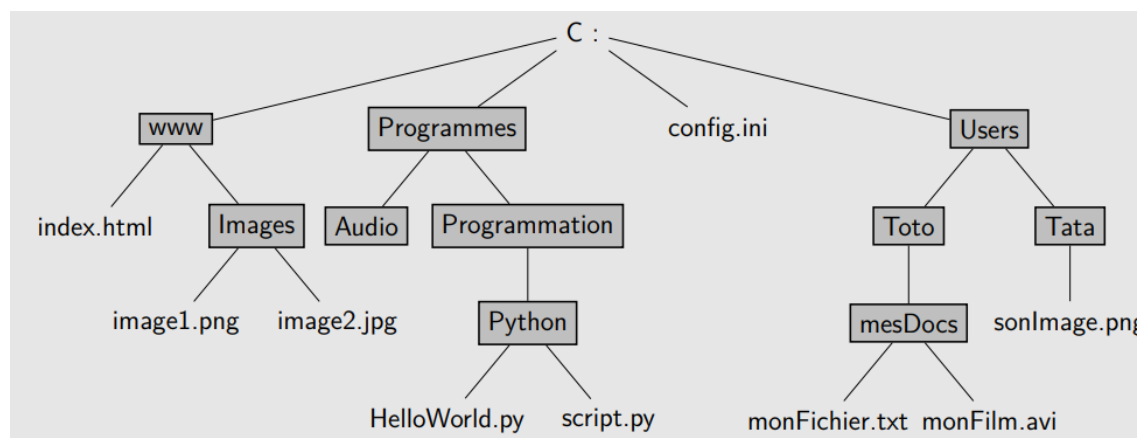 C :
www Programmes config.ini Users
index.html Images Audio Programmation Toto Tata
image1.png image2.jpg Python mesDocs sonImage.png
HelloWorld.py script.py monFichier.txt monFilm.avi